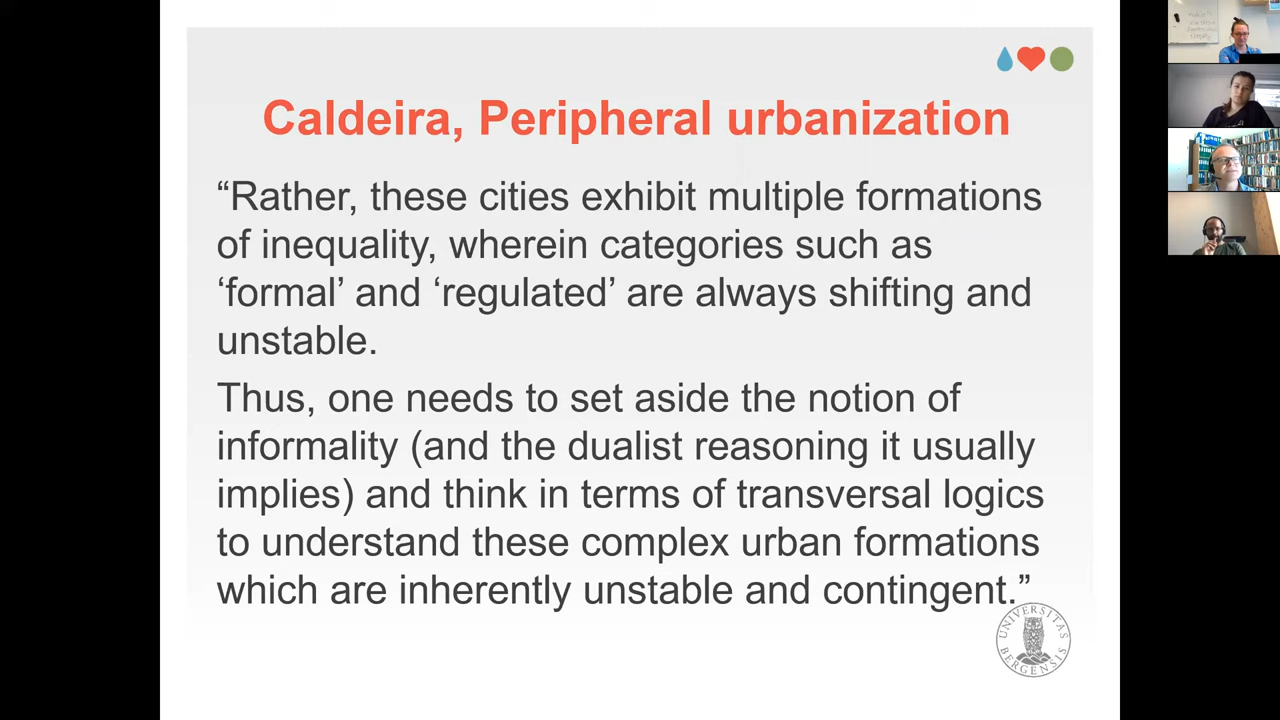 Caldeira, Peripheral urbanization
“Rather, these cities exhibit multiple formations
of inequality, wherein categories such as
‘formal’ and ‘regulated’ are always shifting and
unstable.
Thus, one needs to set aside the notion of
informality (and the dualist reasoning it usually
implies) and think in terms of transversal logics
to understand these complex urban formations
which are inherently unstable and contingent.”
UNIVERSITAS
BERGENSIS